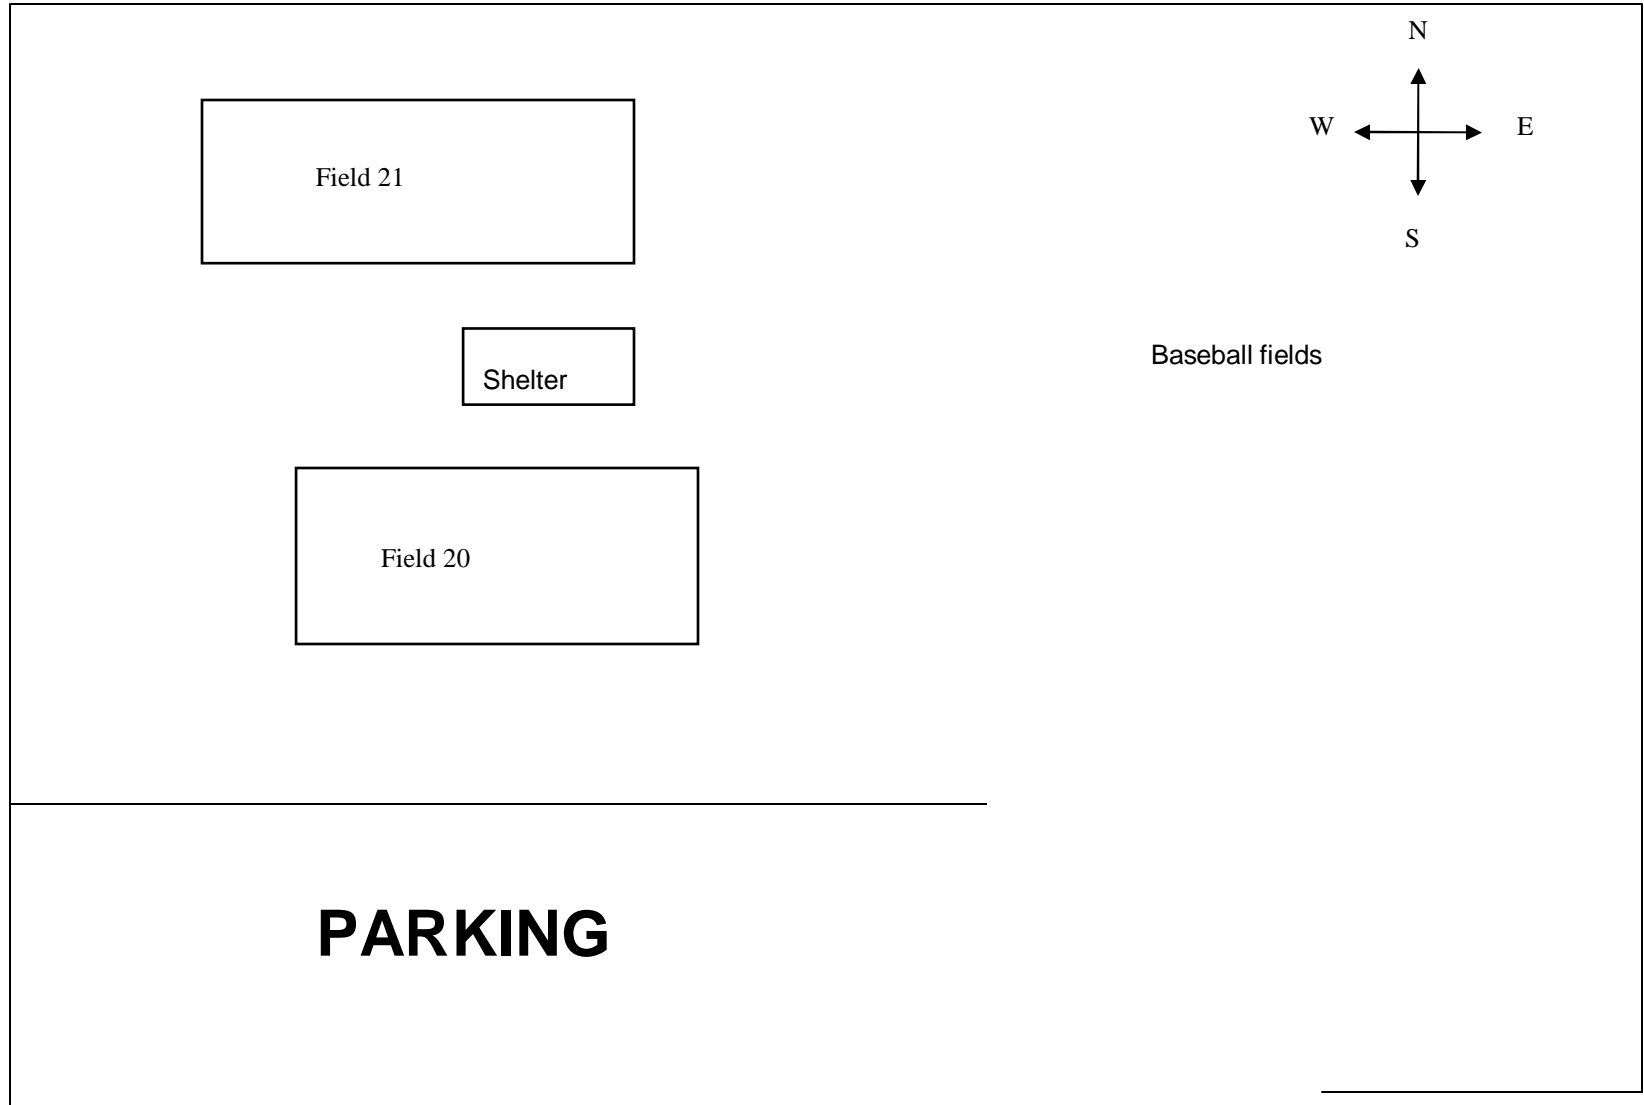 N
W E
Field 21
S
Baseball fields
Shelter
Field 20
PARKING